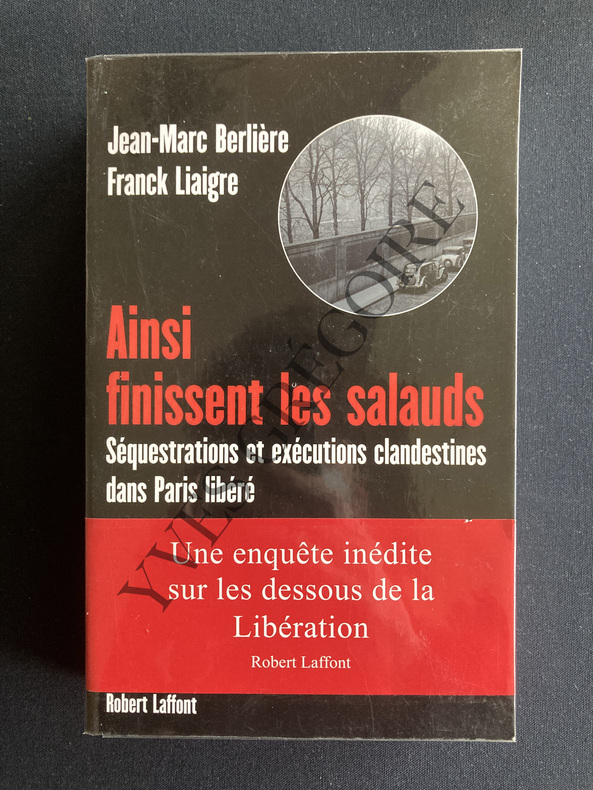 Jean-Marc Berlière
Franck Liaigre
Ainsi
finissent les salauds
Séquestrations et exécutions clandestines
dans Paris libéré
Une enquête inédite
sur les dessous de la
Libération
Robert Laffont
Robert Laffont
YVES GRÉGOIRE